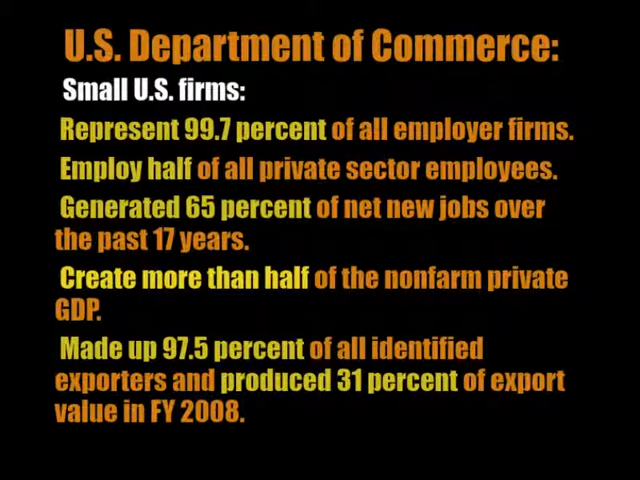 U.S. Department of Commerce:
Small U.S. firms:
Represent 99.7 percent of all employer firms.
Employ half of all private sector employees.
Generated 65 percent of net new jobs over
the past 17 years.
Create more than half of the nonfarm private
GDP.
Made up 97.5 percent of all identified
exporters and produced 31 percent of export
value in FY 2008.